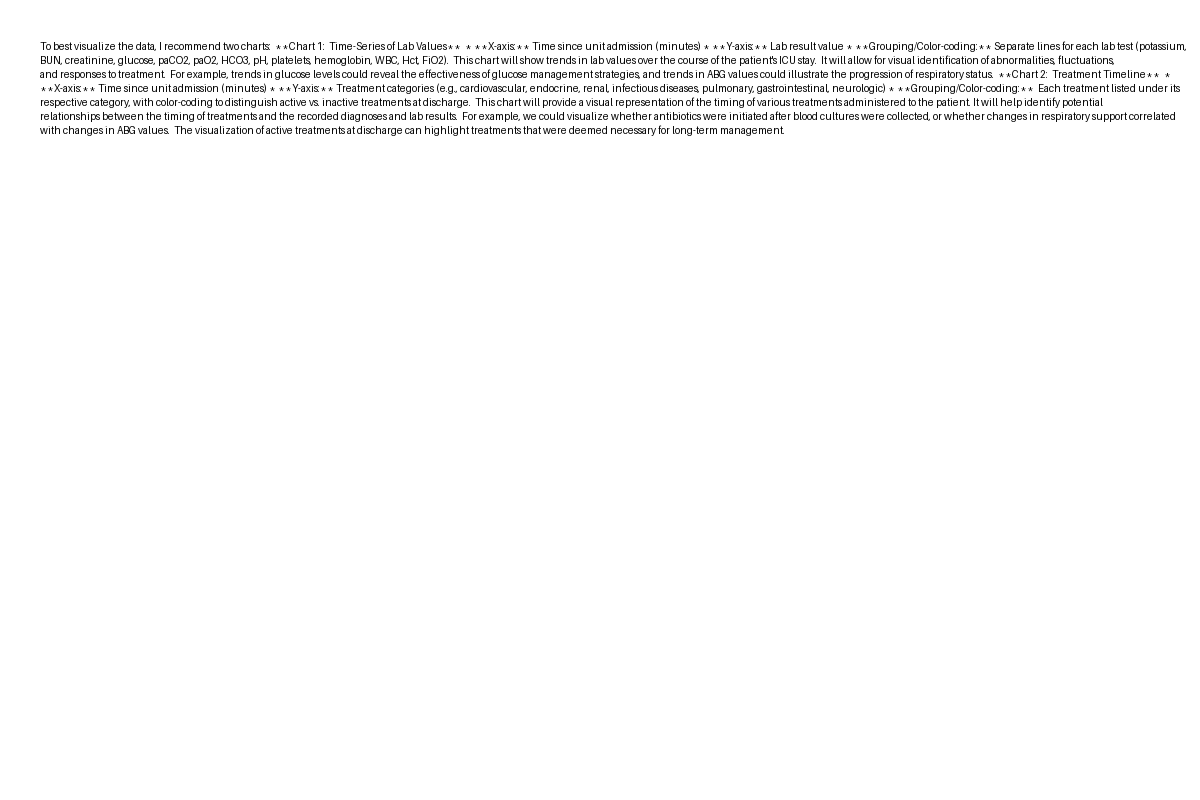 To best visualize the data, I recommend two charts:  **Chart 1:  Time-Series of Lab Values**  * **X-axis:** Time since unit admission (minutes) * **Y-axis:** Lab result value * **Grouping/Color-coding:** Separate lines for each lab test (potassium,
BUN, creatinine, glucose, paCO2, paO2, HCO3, pH, platelets, hemoglobin, WBC, Hct, FiO2).  This chart will show trends in lab values over the course of the patient's ICU stay.  It will allow for visual identification of abnormalities, fluctuations,
and responses to treatment.  For example, trends in glucose levels could reveal the effectiveness of glucose management strategies, and trends in ABG values could illustrate the progression of respiratory status.  **Chart 2:  Treatment Timeline**  *
**X-axis:** Time since unit admission (minutes) * **Y-axis:** Treatment categories (e.g., cardiovascular, endocrine, renal, infectious diseases, pulmonary, gastrointestinal, neurologic) * **Grouping/Color-coding:**  Each treatment listed under its
respective category, with color-coding to distinguish active vs. inactive treatments at discharge.  This chart will provide a visual representation of the timing of various treatments administered to the patient. It will help identify potential
relationships between the timing of treatments and the recorded diagnoses and lab results.  For example, we could visualize whether antibiotics were initiated after blood cultures were collected, or whether changes in respiratory support correlated
with changes in ABG values.  The visualization of active treatments at discharge can highlight treatments that were deemed necessary for long-term management.